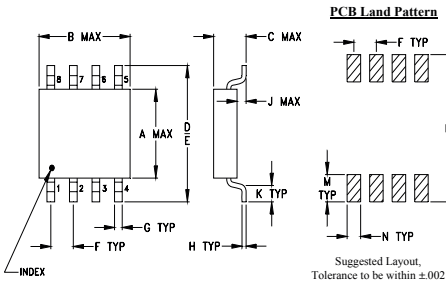 PCB Land Pattern
B MAX
C MAX
F TYP
8 7 6 5
J MAX
A MAX
D
E
M
TYP
1 2 3 4
K TYP
G TYP
N TYP
F TYP
H TYP
INDEX
Suggested Layout,
Tolerance to be within ±.002